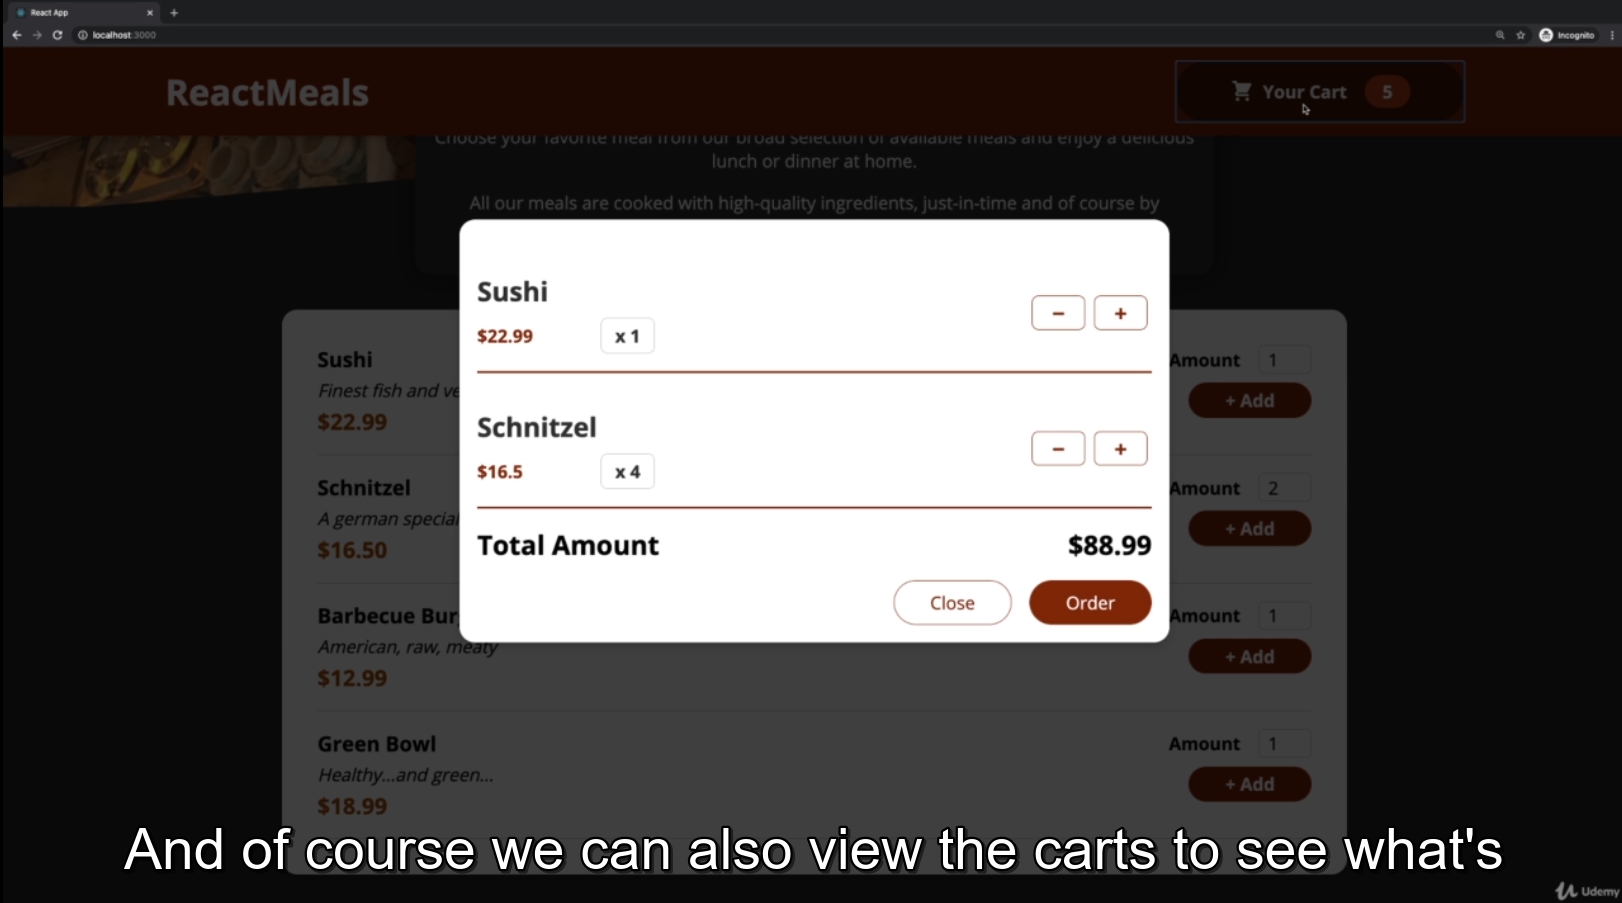 React App
localhost:3000
Incognito
ReactMeals
Your Cart 5
Choose your favorite meal from our broad selection of available meals and enjoy a delicious
lunch or dinner at home.
All our meals are cooked with high-quality ingredients, just-in-time and of course by
Sushi
$22.99 x 1
− +
Schnitzel
$16.5 x 4
− +
Total Amount $88.99
Close Order
Sushi
Finest fish and ve
$22.99
Amount 1
+ Add
Schnitzel
A german special
$16.50
Amount 2
+ Add
Barbecue Bur
American, raw, meaty
$12.99
Amount 1
+ Add
Green Bowl
Healthy...and green...
$18.99
Amount 1
+ Add
And of course we can also view the carts to see what's
Udemy